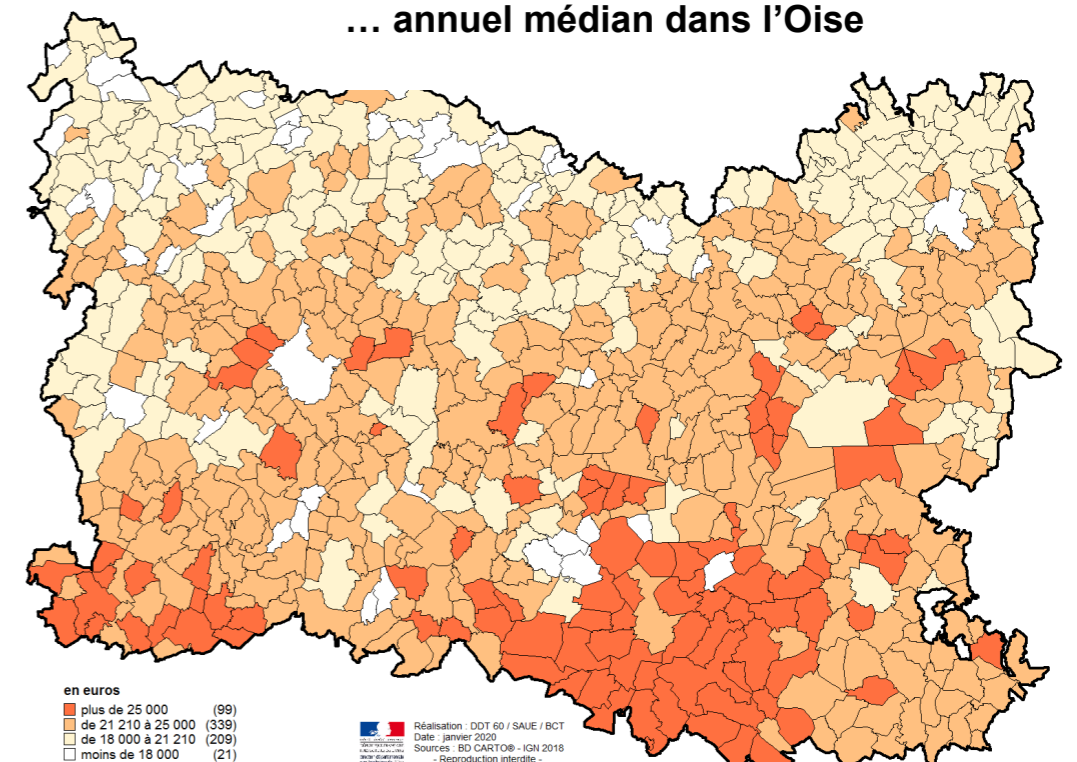 … annuel médian dans l’Oise
en euros
plus de 25 000 (99)
de 21 210 à 25 000 (339)
de 18 000 à 21 210 (209)
moins de 18 000 (21)
Réalisation : DDT 60 / SAUE / BCT
Date : janvier 2020
Sources : BD CARTO® - IGN 2018
- Reproduction interdite -